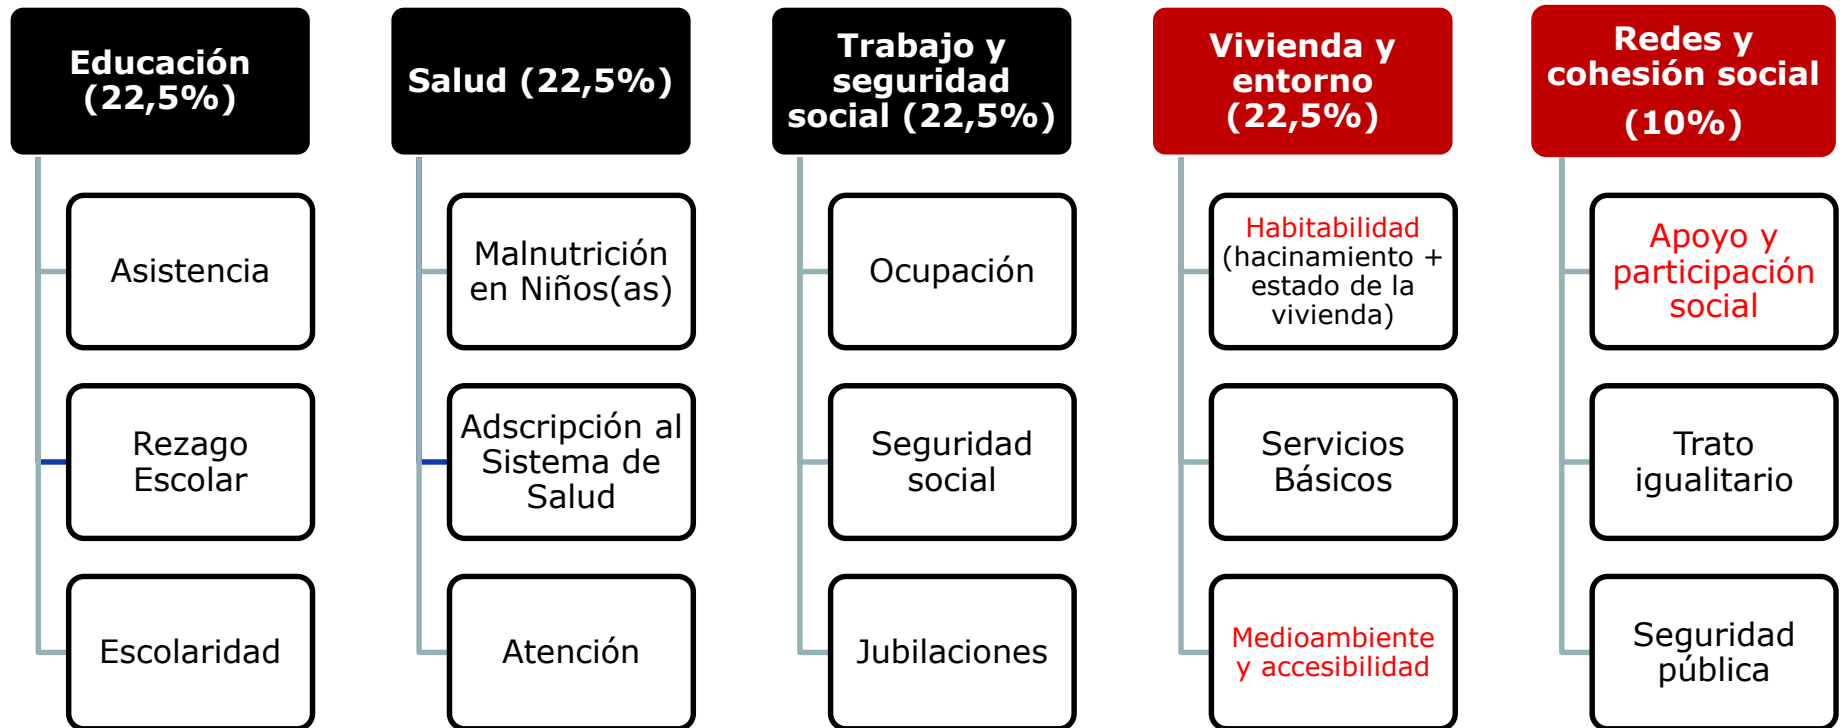 Educación
(22,5%)
Asistencia
Rezago
Escolar
Escolaridad
Salud (22,5%)
Malnutrición
en Niños(as)
Adscripción al
Sistema de
Salud
Atención
Trabajo y
seguridad
social (22,5%)
Ocupación
Seguridad
social
Jubilaciones
Vivienda y
entorno
(22,5%)
Habitabilidad
(hacinamiento +
estado de la
vivienda)
Servicios
Básicos
Medioambiente
y accesibilidad
Redes y
cohesión social
(10%)
Apoyo y
participación
social
Trato
igualitario
Seguridad
pública